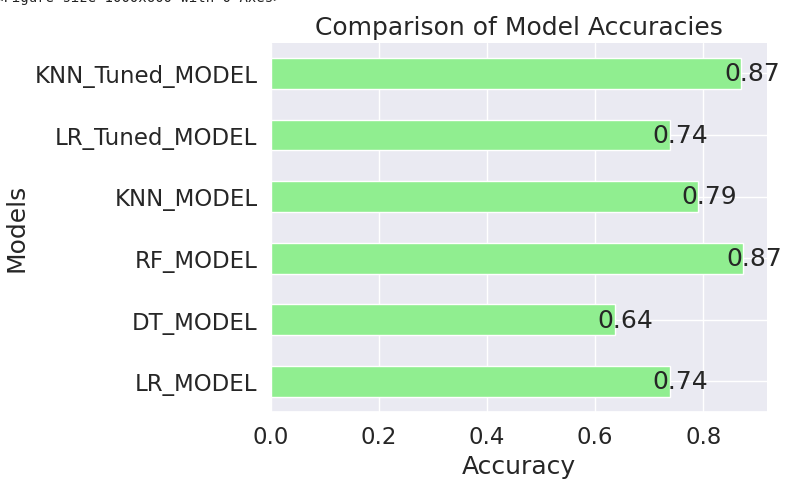 Comparison of Model Accuracies
KNN_Tuned_MODEL 0.87
LR_Tuned_MODEL 0.74
KNN_MODEL 0.79
RF_MODEL 0.87
DT_MODEL 0.64
LR_MODEL 0.74
Models
0.0 0.2 0.4 0.6 0.8
Accuracy